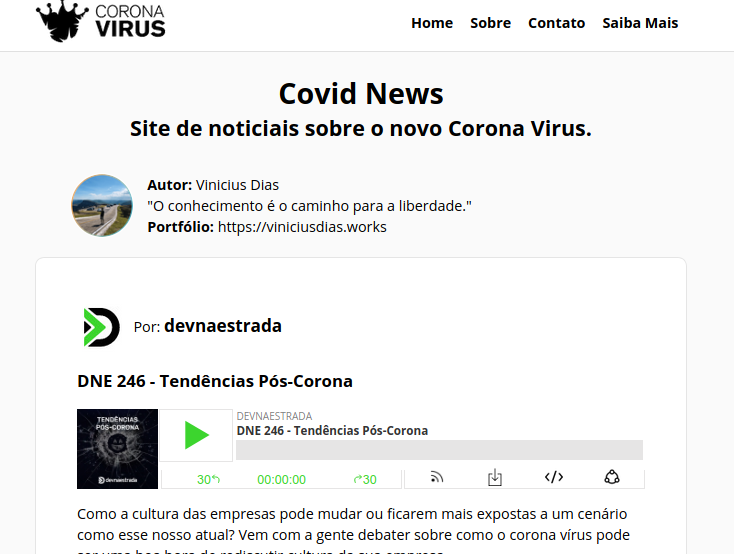 CORONA
VIRUS
Home Sobre Contato Saiba Mais
Covid News
Site de noticiais sobre o novo Corona Virus.
Autor: Vinicius Dias
"O conhecimento é o caminho para a liberdade."
Portfólio: https://viniciusdias.works
Por: devnaestrada
DNE 246 - Tendências Pós-Corona
TENDÊNCIAS
PÓS-CORONA
devnaestrada
DEVNAESTRADA
DNE 246 - Tendências Pós-Corona
30 00:00:00 30
Como a cultura das empresas pode mudar ou ficarem mais expostas a um cenário
como esse nosso atual? Vem com a gente debater sobre como o corona vírus pode